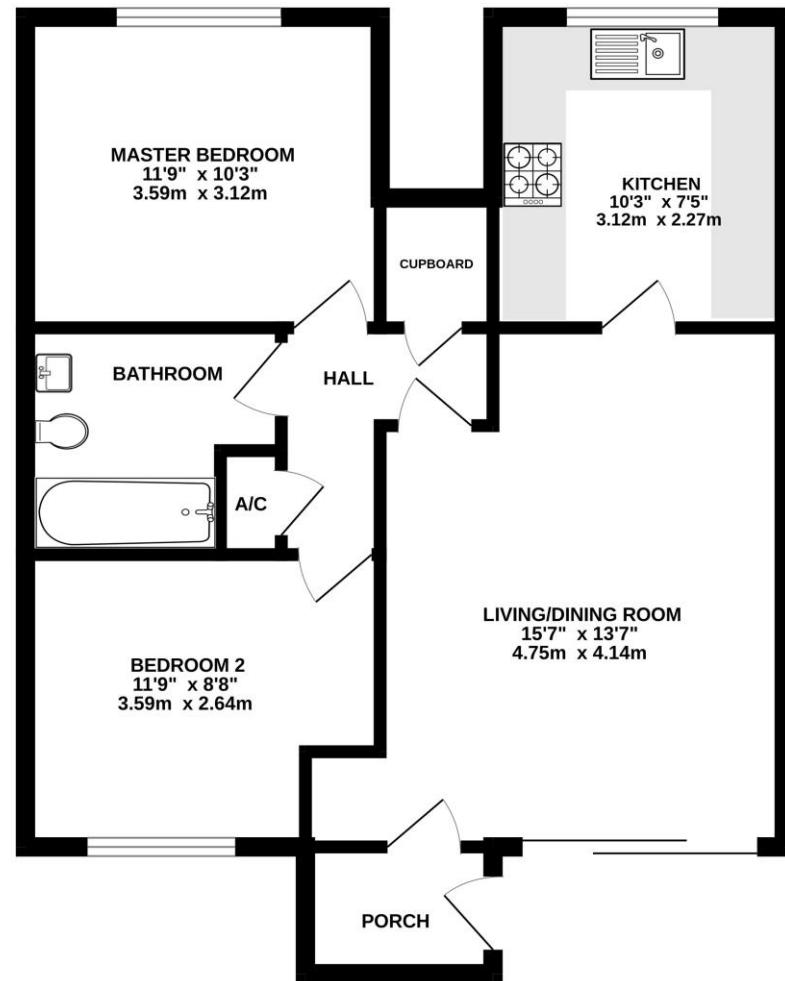 MASTER BEDROOM
11'9" x 10'3"
3.59m x 3.12m
KITCHEN
10'3" x 7'5"
3.12m x 2.27m
CUPBOARD
BATHROOM
HALL
A/C
LIVING/DINING ROOM
15'7" x 13'7"
4.75m x 4.14m
BEDROOM 2
11'9" x 8'8"
3.59m x 2.64m
PORCH